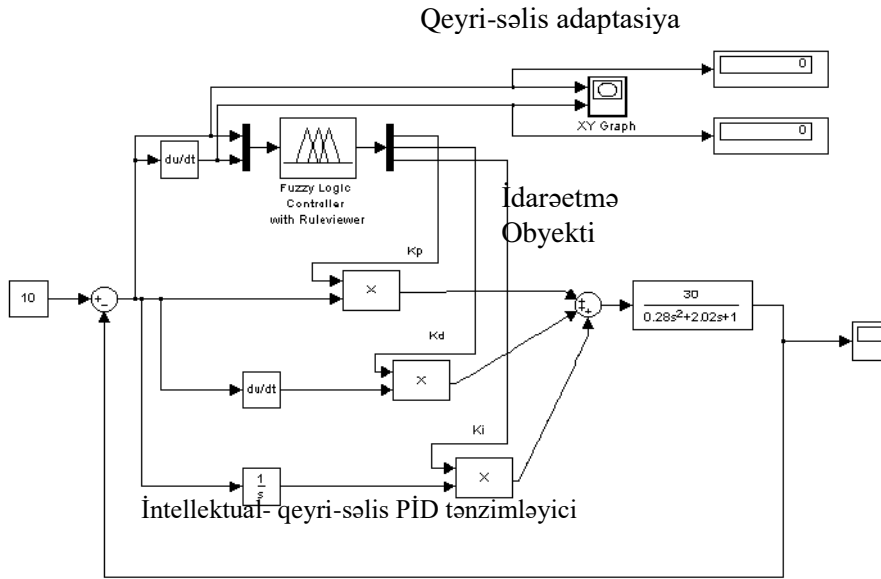 Qeyri-səlis adaptasiya
0
XY Graph
0
du/dt
Fuzzy Logic
Controller
with Ruleviewer
İdarəetmə
Obyekti
Kp
10
×
30
0.28s²+2.02s+1
Kd
du/dt
×
Ki
1
s
×
İntellektual- qeyri-səlis PİD tənzimləyici